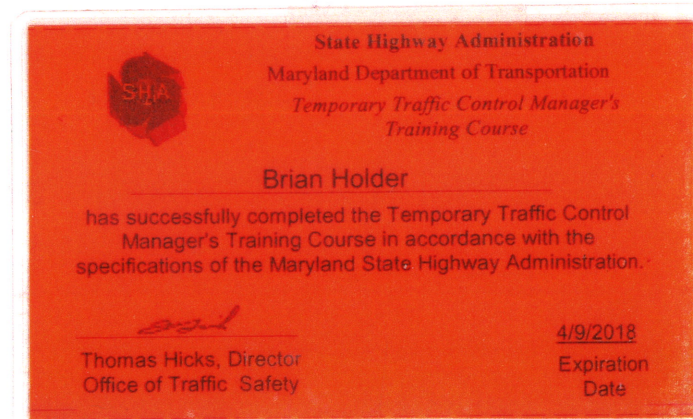 State Highway Administration
Maryland Department of Transportation
Temporary Traffic Control Manager's
Training Course
SHA
Brian Holder
has successfully completed the Temporary Traffic Control
Manager's Training Course in accordance with the
specifications of the Maryland State Highway Administration.
4/9/2018
Thomas Hicks, Director
Office of Traffic Safety
Expiration
Date